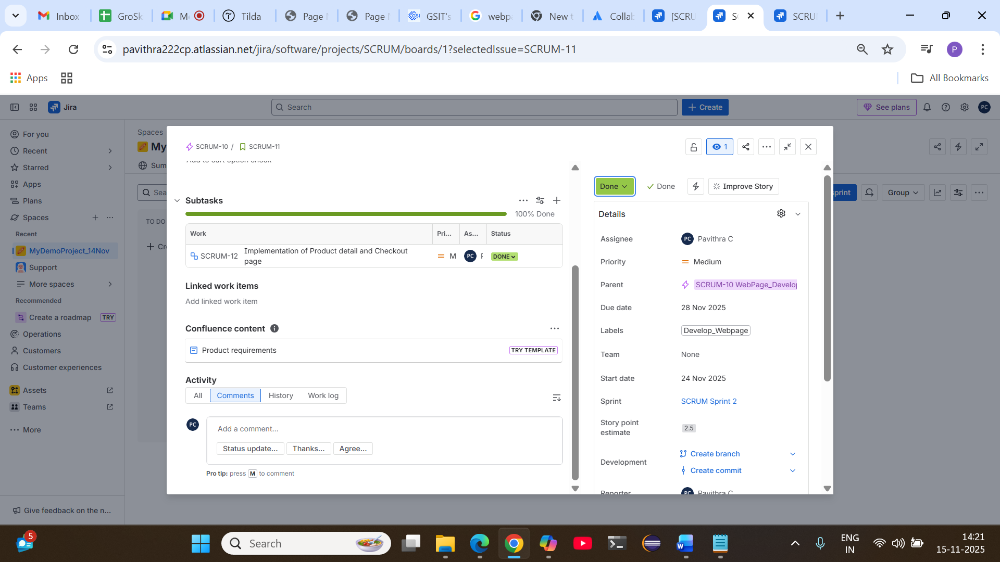 Inbox
GroSk
M
Tilda
Page N
Page N
GSIT's
webpa
New t
Collab
[SCRU
S
SCRUM
pavithra222cp.atlassian.net/jira/software/projects/SCRUM/boards/1?selectedIssue=SCRUM-11
P
Apps
All Bookmarks
Jira
Search
Create
See plans
PC
For you
Recent
Starred
Apps
Plans
Spaces
Recent
MyDemoProject_14Nov
Support
More spaces
Recommended
Create a roadmap TRY
Operations
Customers
Customer experiences
Assets
Teams
More
Give feedback on the n...
Spaces
My
Sum
Sea
TO DO
Cre
print
Group
SCRUM-10 / SCRUM-11
1
Add to cart option check
Subtasks
100% Done
Work Pri... As... Status
SCRUM-12 Implementation of Product detail and Checkout page M PC DONE
Linked work items
Add linked work item
Confluence content
Product requirements TRY TEMPLATE
Activity
All Comments History Work log
PC
Add a comment...
Status update... Thanks... Agree...
Pro tip: press M to comment
Done
Done
Improve Story
Details
Assignee PC Pavithra C
Priority Medium
Parent SCRUM-10 WebPage_Develop
Due date 28 Nov 2025
Labels Develop_Webpage
Team None
Start date 24 Nov 2025
Sprint SCRUM Sprint 2
Story point estimate 2.5
Development Create branch
Create commit
Reporter PC Pavithra C
5
Search
ENG
IN
14:21
15-11-2025